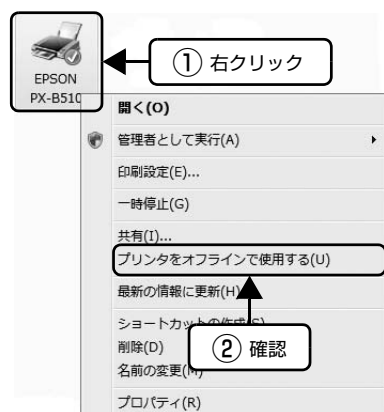 ① 右クリック
EPSON
PX-B510
開く(O)
管理者として実行(A)
印刷設定(E)...
一時停止(G)
共有(I)...
プリンタをオフラインで使用する(U)
最新の情報に更新(H)
ショートカットの作成(S)
② 確認
削除(D)
名前の変更(M)
プロパティ(R)